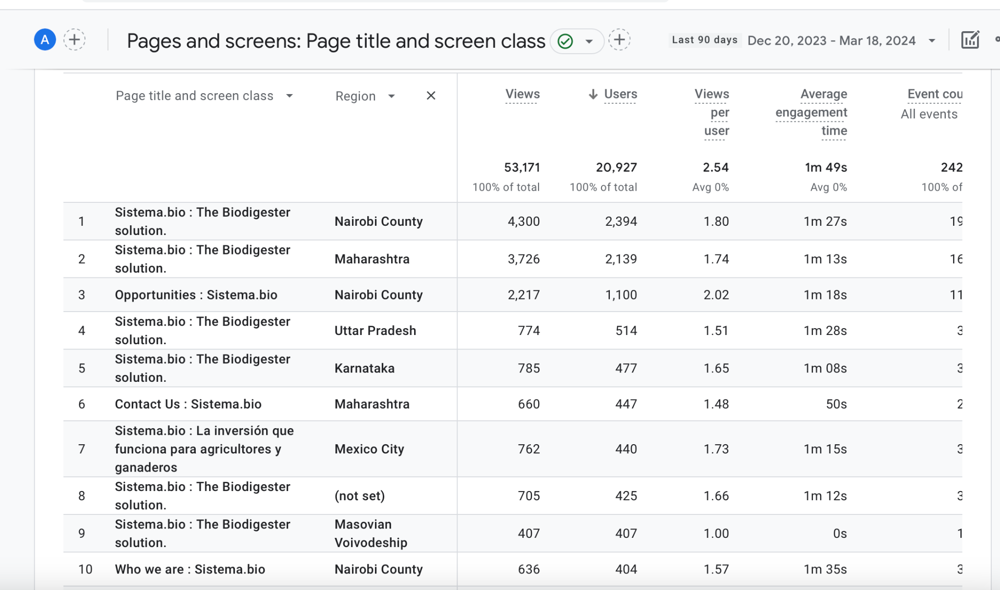 A
Pages and screens: Page title and screen class
Last 90 days Dec 20, 2023 - Mar 18, 2024
Page title and screen class Region Views Users Views per user Average engagement time Event cou
All events
53,171 20,927 2.54 1m 49s 242
100% of total 100% of total Avg 0% Avg 0% 100% of
1 Sistema.bio : The Biodigester solution. Nairobi County 4,300 2,394 1.80 1m 27s 19
2 Sistema.bio : The Biodigester solution. Maharashtra 3,726 2,139 1.74 1m 13s 16
3 Opportunities : Sistema.bio Nairobi County 2,217 1,100 2.02 1m 18s 11
4 Sistema.bio : The Biodigester solution. Uttar Pradesh 774 514 1.51 1m 28s 3
5 Sistema.bio : The Biodigester solution. Karnataka 785 477 1.65 1m 08s 3
6 Contact Us : Sistema.bio Maharashtra 660 447 1.48 50s 2
7 Sistema.bio : La inversión que funciona para agricultores y ganaderos Mexico City 762 440 1.73 1m 15s 3
8 Sistema.bio : The Biodigester solution. (not set) 705 425 1.66 1m 12s 3
9 Sistema.bio : The Biodigester solution. Masovian Voivodeship 407 407 1.00 0s 1
10 Who we are : Sistema.bio Nairobi County 636 404 1.57 1m 35s 3